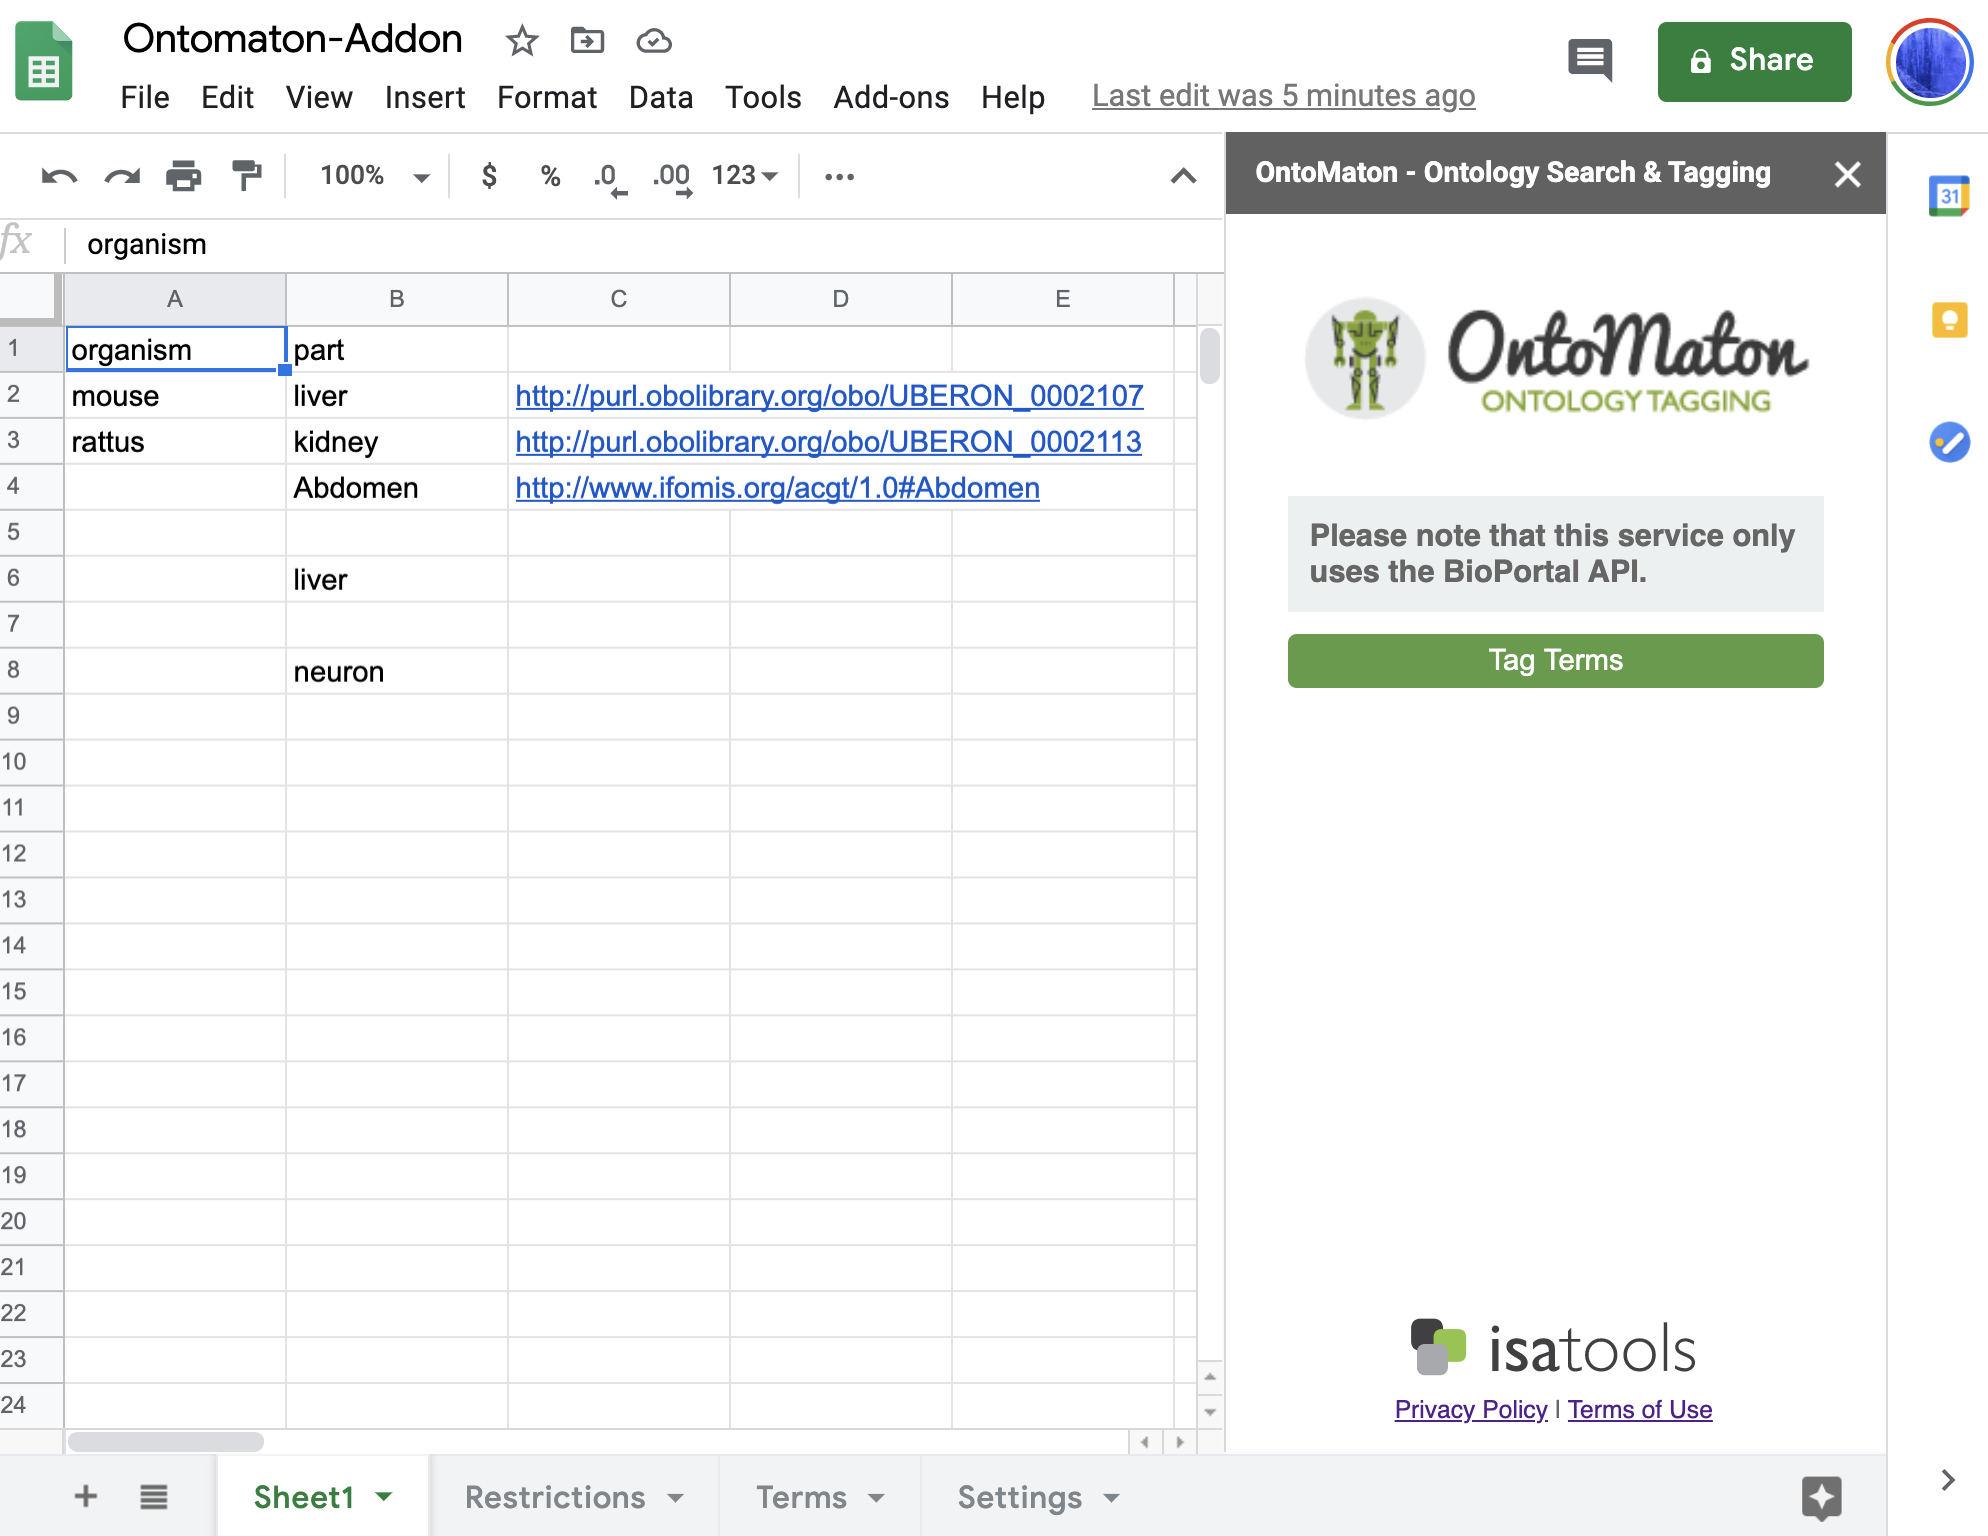 Ontomaton-Addon
File Edit View Insert Format Data Tools Add-ons Help Last edit was 5 minutes ago
Share
100% $ % .0 .00 123
OntoMaton - Ontology Search & Tagging
31
fx organism
A B C D E
1 organism part
2 mouse liver http://purl.obolibrary.org/obo/UBERON_0002107
3 rattus kidney http://purl.obolibrary.org/obo/UBERON_0002113
4 Abdomen http://www.ifomis.org/acgt/1.0#Abdomen
5
6 liver
7
8 neuron
9
10
11
12
13
14
15
16
17
18
19
20
21
22
23
24
OntoMaton
ONTOLOGY TAGGING
Please note that this service only
uses the BioPortal API.
Tag Terms
isatools
Privacy Policy | Terms of Use
Sheet1 Restrictions Terms Settings